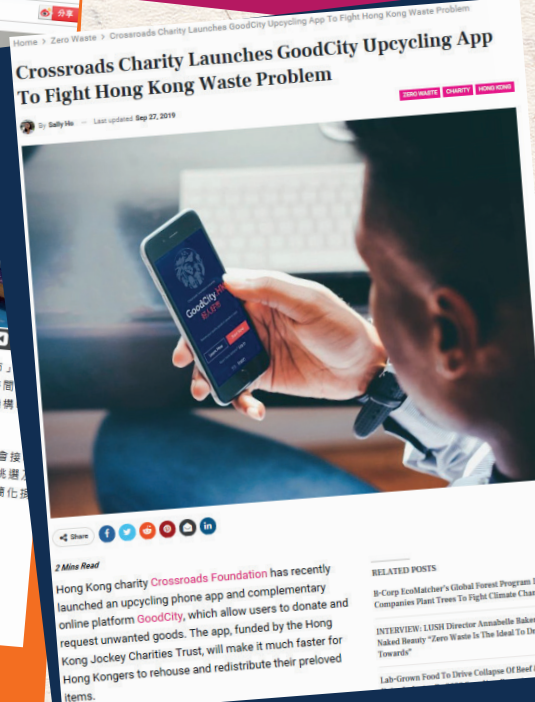 分享
Home > Zero Waste > Crossroads Charity Launches GoodCity Upcycling App To Fight Hong Kong Waste Problem
Crossroads Charity Launches GoodCity Upcycling App
To Fight Hong Kong Waste Problem
ZERO WASTE CHARITY HONG KONG
By Sally Ho — Last updated Sep 27, 2019
GoodCity.HK
Share
2 Mins Read
Hong Kong charity Crossroads Foundation has recently
launched an upcycling phone app and complementary
online platform GoodCity, which allow users to donate and
request unwanted goods. The app, funded by the Hong
Kong Jockey Charities Trust, will make it much faster for
Hong Kongers to rehouse and redistribute their preloved
items.
RELATED POSTS
B-Corp EcoMatcher's Global Forest Program
Companies Plant Trees To Fight Climate
INTERVIEW: LUSH Director Annabelle Baker
Naked Beauty "Zero Waste Is The Ideal To
Towards"
Lab-Grown Food To Drive Collapse Of Beef
間
構
會接
化